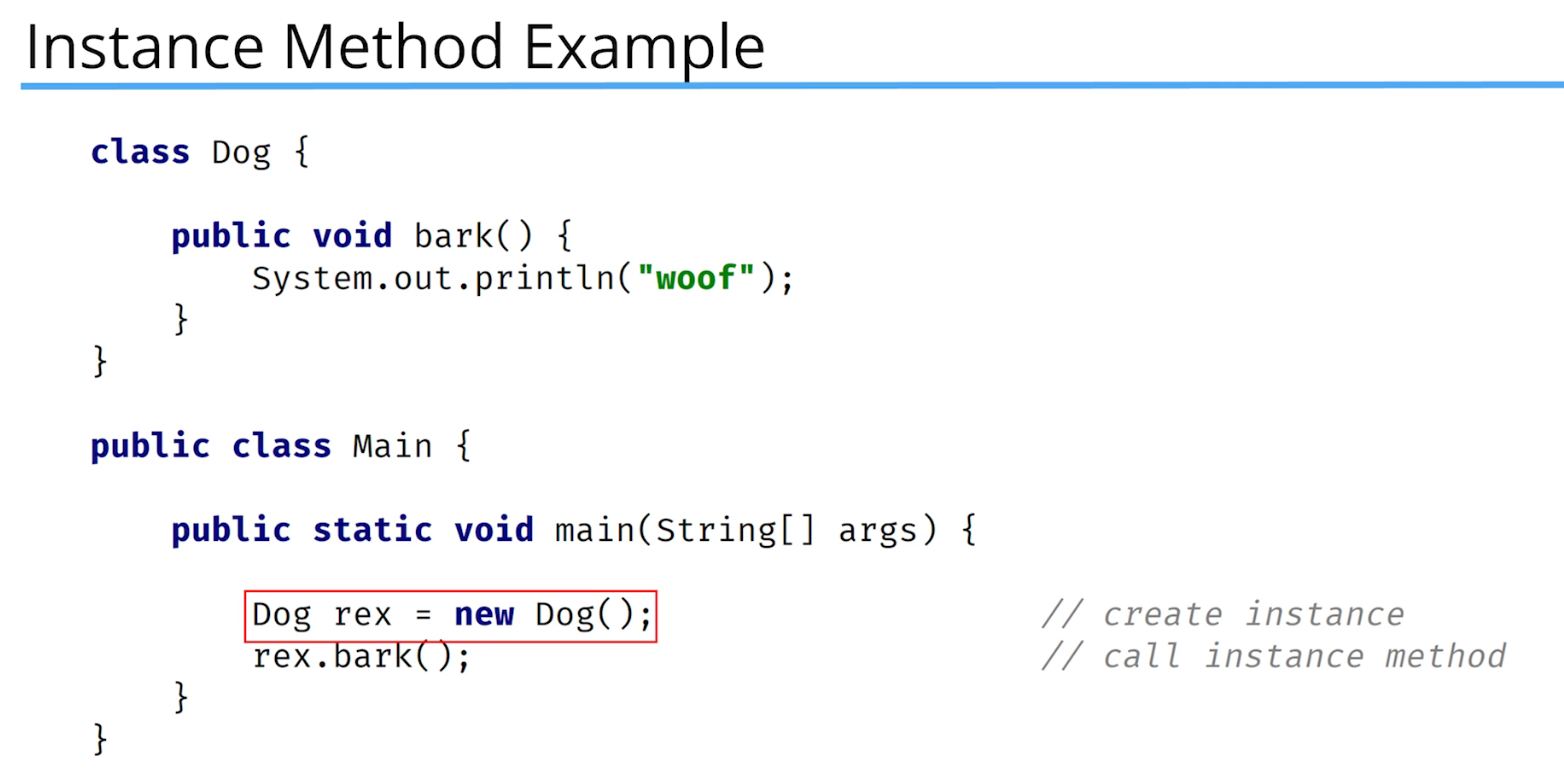 Instance Method Example
class Dog {
public void bark() {
System.out.println("woof");
}
}
public class Main {
public static void main(String[] args) {
Dog rex = new Dog(); // create instance
rex.bark(); // call instance method
}
}